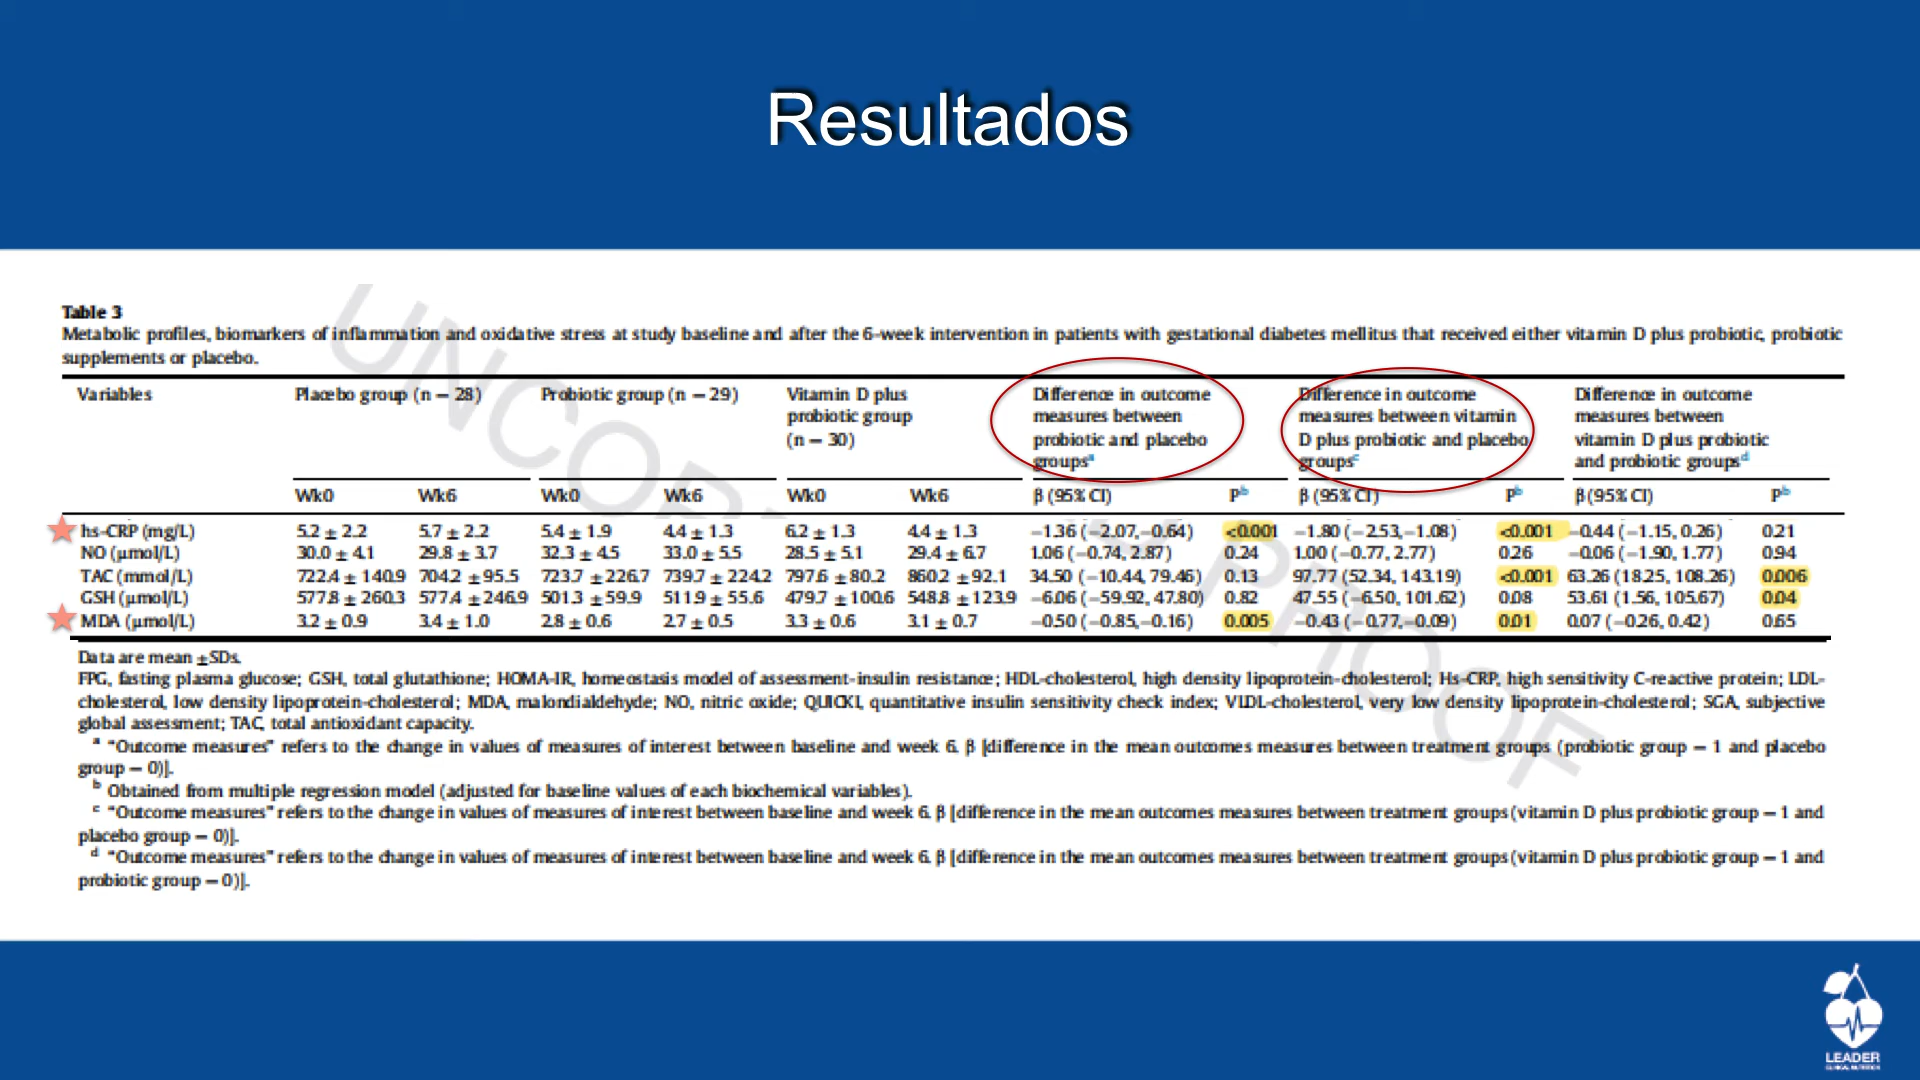 Resultados
Table 3
Metabolic profiles, biomarkers of inflammation and oxidative stress at study baseline and after the 6-week intervention in patients with gestational diabetes mellitus that received either vitamin D plus probiotic, probiotic
supplements or placebo.
Variables Placebo group (n = 28) Probiotic group (n = 29) Vitamin D plus probiotic group (n = 30) Difference in outcome measures between probiotic and placebo groupsᵃ Difference in outcome measures between vitamin D plus probiotic and placebo groupsᶜ Difference in outcome measures between vitamin D plus probiotic and probiotic groupsᵈ
Wk0 Wk6 Wk0 Wk6 Wk0 Wk6 β (95% CI) Pᵇ β (95% CI) Pᵇ β (95% CI) Pᵇ
hs-CRP (mg/L) 5.2 ± 2.2 5.7 ± 2.2 5.4 ± 1.9 4.4 ± 1.3 6.2 ± 1.3 4.4 ± 1.3 −1.36 (−2.07, −0.64) <0.001 −1.80 (−2.53, −1.08) <0.001 −0.44 (−1.15, 0.26) 0.21
NO (μmol/L) 30.0 ± 4.1 29.8 ± 3.7 32.3 ± 4.5 33.0 ± 5.5 28.5 ± 5.1 29.4 ± 6.7 1.06 (−0.74, 2.87) 0.24 1.00 (−0.77, 2.77) 0.26 −0.06 (−1.90, 1.77) 0.94
TAC (mmol/L) 722.4 ± 140.9 704.2 ± 95.5 723.7 ± 226.7 739.7 ± 224.2 797.6 ± 80.2 860.2 ± 92.1 34.50 (−10.44, 79.46) 0.13 97.77 (52.34, 143.19) <0.001 63.26 (18.25, 108.26) 0.006
GSH (μmol/L) 577.8 ± 260.3 577.4 ± 246.9 501.3 ± 59.9 511.9 ± 55.6 479.7 ± 100.6 548.8 ± 123.9 −6.06 (−59.92, 47.80) 0.82 47.55 (−6.50, 101.62) 0.08 53.61 (1.56, 105.67) 0.04
MDA (μmol/L) 3.2 ± 0.9 3.4 ± 1.0 2.8 ± 0.6 2.7 ± 0.5 3.3 ± 0.6 3.1 ± 0.7 −0.50 (−0.85, −0.16) 0.005 −0.43 (−0.77, −0.09) 0.01 0.07 (−0.26, 0.42) 0.65
Data are mean ± SDs.
FPG, fasting plasma glucose; GSH, total glutathione; HOMA-IR, homeostasis model of assessment-insulin resistance; HDL-cholesterol, high density lipoprotein-cholesterol; Hs-CRP, high sensitivity C-reactive protein; LDL-
cholesterol, low density lipoprotein-cholesterol; MDA, malondialdehyde; NO, nitric oxide; QUICKI, quantitative insulin sensitivity check index; VLDL-cholesterol, very low density lipoprotein-cholesterol; SGA, subjective
global assessment; TAC, total antioxidant capacity.
ᵃ "Outcome measures" refers to the change in values of measures of interest between baseline and week 6. β [difference in the mean outcomes measures between treatment groups (probiotic group = 1 and placebo
group = 0)].
ᵇ Obtained from multiple regression model (adjusted for baseline values of each biochemical variables).
ᶜ "Outcome measures" refers to the change in values of measures of interest between baseline and week 6. β [difference in the mean outcomes measures between treatment groups (vitamin D plus probiotic group = 1 and
placebo group = 0)].
ᵈ "Outcome measures" refers to the change in values of measures of interest between baseline and week 6. β [difference in the mean outcomes measures between treatment groups (vitamin D plus probiotic group = 1 and
probiotic group = 0)].
PROOF
LEADER
CLINICAL NUTRITION